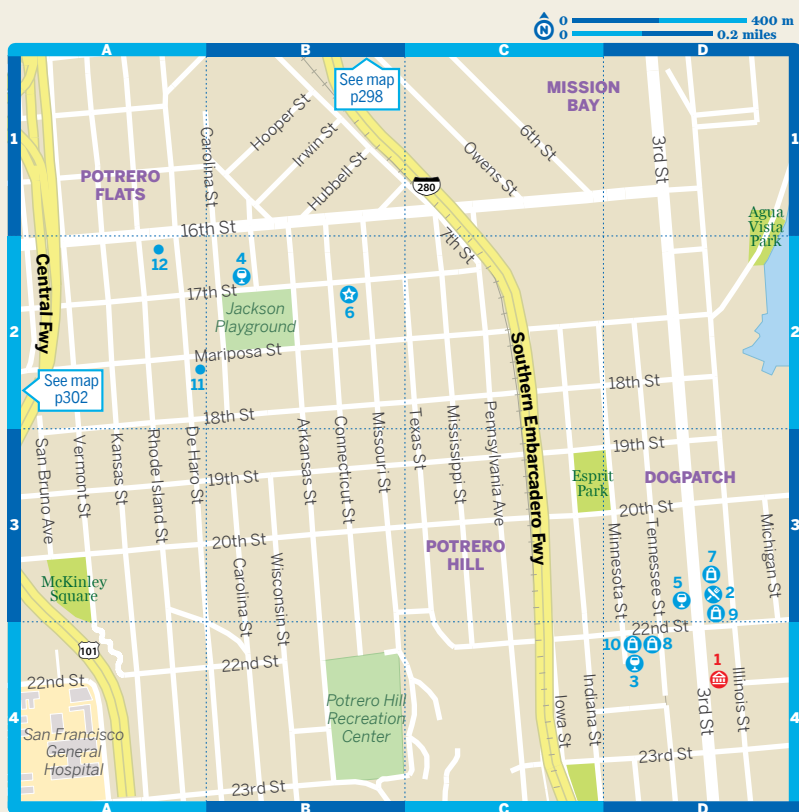 N
0
400 m
0
0.2 miles
A
B
C
D
1
2
3
4
1
2
3
4
A
B
C
D
See map
p298
MISSION
BAY
Hooper St
Irwin St
Hubbell St
Carolina St
6th St
Owens St
3rd St
280
POTRERO
FLATS
16th St
7th St
Agua
Vista
Park
Central Fwy
12
4
17th St
6
Jackson
Playground
Mariposa St
11
See map
p302
18th St
18th St
Southern Embarcadero Fwy
San Bruno Ave
Vermont St
Kansas St
Rhode Island St
De Haro St
Arkansas St
Connecticut St
Missouri St
Texas St
Mississippi St
Pennsylvania Ave
19th St
19th St
Esprit
Park
DOGPATCH
20th St
20th St
POTRERO
HILL
Minnesota St
Tennessee St
Michigan St
McKinley
Square
Carolina St
Wisconsin St
7
5
2
9
22nd St
10
8
3
1
101
22nd St
22nd St
Potrero Hill
Recreation
Center
Iowa St
Indiana St
3rd St
Illinois St
San Francisco
General
Hospital
23rd St
23rd St